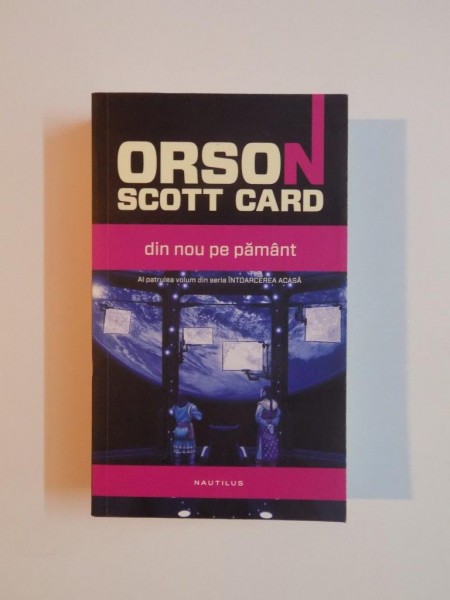 ORSON
SCOTT CARD
din nou pe pământ
Al patrulea volum din seria ÎNTOARCEREA ACASĂ
NAUTILUS